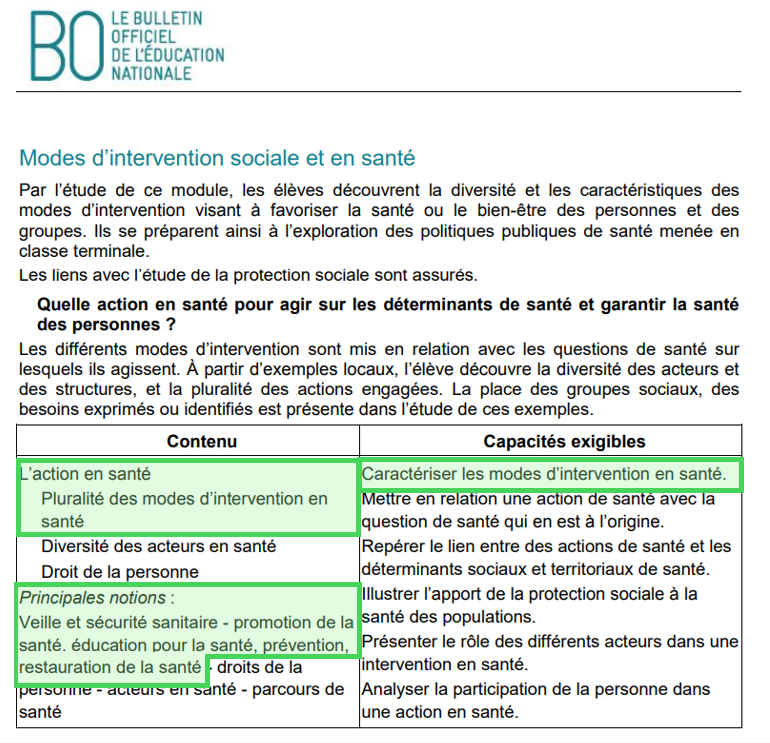 BO LE BULLETIN
OFFICIEL
DE L'ÉDUCATION
NATIONALE
Modes d'intervention sociale et en santé
Par l'étude de ce module, les élèves découvrent la diversité et les caractéristiques des
modes d'intervention visant à favoriser la santé ou le bien-être des personnes et des
groupes. Ils se préparent ainsi à l'exploration des politiques publiques de santé menée en
classe terminale.
Les liens avec l'étude de la protection sociale sont assurés.
Quelle action en santé pour agir sur les déterminants de santé et garantir la santé
des personnes ?
Les différents modes d'intervention sont mis en relation avec les questions de santé sur
lesquels ils agissent. À partir d'exemples locaux, l'élève découvre la diversité des acteurs et
des structures, et la pluralité des actions engagées. La place des groupes sociaux, des
besoins exprimés ou identifiés est présente dans l'étude de ces exemples.
Contenu
L'action en santé
Pluralité des modes d'intervention en
santé
Diversité des acteurs en santé
Droit de la personne
Principales notions :
Veille et sécurité sanitaire - promotion de la
santé. éducation pour la santé, prévention,
restauration de la santé - droits de la
personne - acteurs en santé - parcours de
santé
Capacités exigibles
Caractériser les modes d'intervention en santé.
Mettre en relation une action de santé avec la
question de santé qui en est à l'origine.
Repérer le lien entre des actions de santé et les
déterminants sociaux et territoriaux de santé.
Illustrer l'apport de la protection sociale à la
santé des populations.
Présenter le rôle des différents acteurs dans une
intervention en santé.
Analyser la participation de la personne dans
une action en santé.